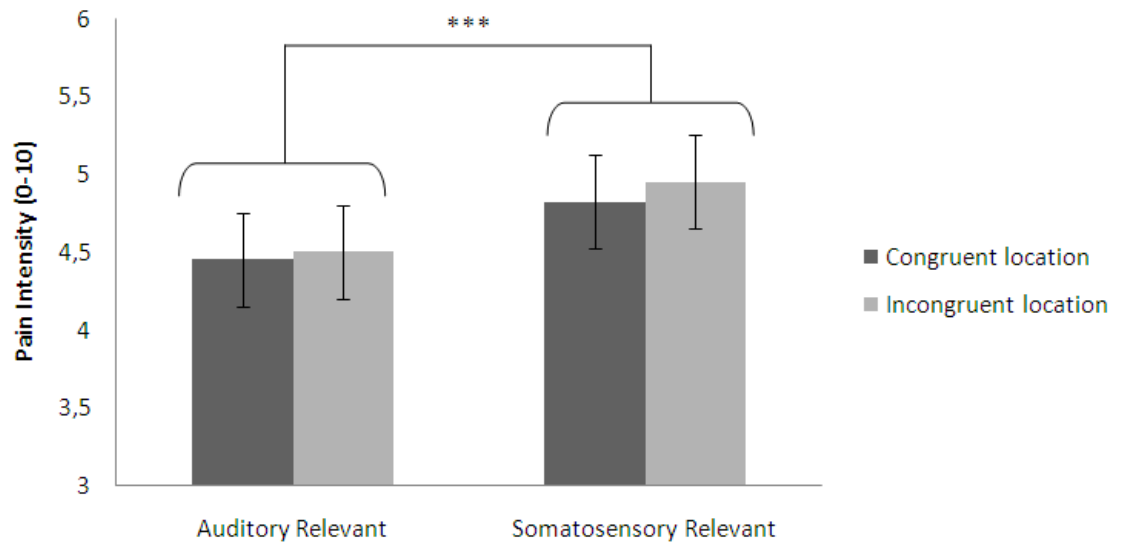 ***
6
5,5
5
4,5
4
3,5
3
Pain Intensity (0-10)
Auditory Relevant
Somatosensory Relevant
Congruent location
Incongruent location